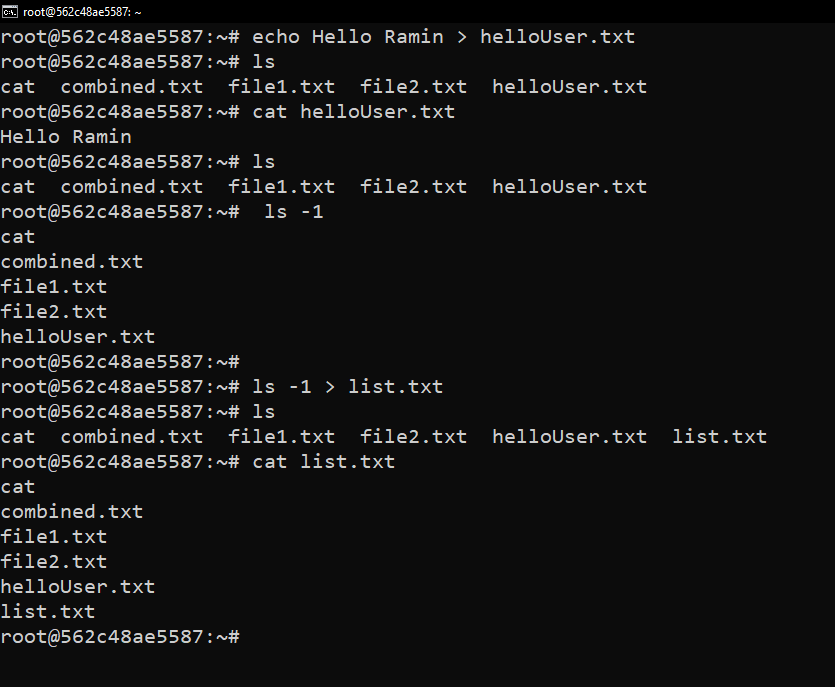 root@562c48ae5587: ~
root@562c48ae5587:~# echo Hello Ramin > helloUser.txt
root@562c48ae5587:~# ls
cat  combined.txt  file1.txt  file2.txt  helloUser.txt
root@562c48ae5587:~# cat helloUser.txt
Hello Ramin
root@562c48ae5587:~# ls
cat  combined.txt  file1.txt  file2.txt  helloUser.txt
root@562c48ae5587:~#  ls -1
cat
combined.txt
file1.txt
file2.txt
helloUser.txt
root@562c48ae5587:~#
root@562c48ae5587:~# ls -1 > list.txt
root@562c48ae5587:~# ls
cat  combined.txt  file1.txt  file2.txt  helloUser.txt  list.txt
root@562c48ae5587:~# cat list.txt
cat
combined.txt
file1.txt
file2.txt
helloUser.txt
list.txt
root@562c48ae5587:~#